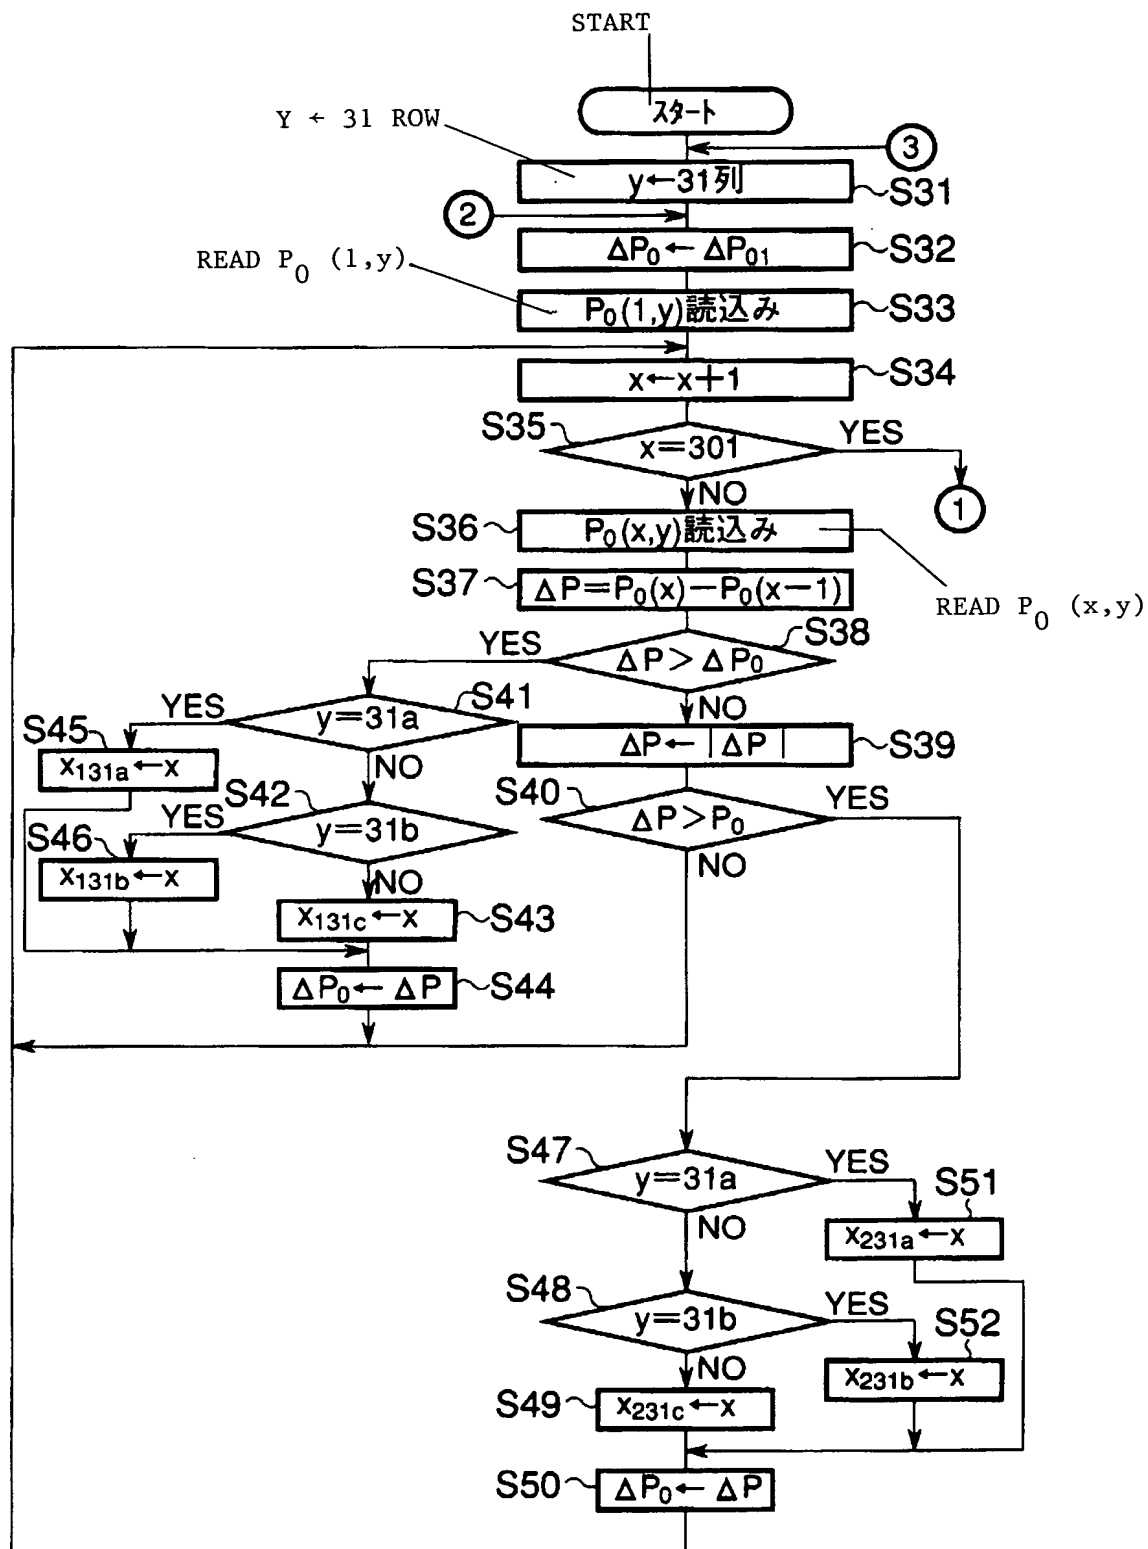 START
スタート
Y ← 31 ROW
3
y←31列
S31
2
ΔP₀←ΔP₀₁
S32
READ P₀ (1,y)
P₀(1,y)読込み
S33
x←x+1
S34
S35
x=301
YES
NO
1
S36
P₀(x,y)読込み
S37
ΔP=P₀(x)−P₀(x−1)
READ P₀ (x,y)
S38
YES
ΔP>ΔP₀
NO
S41
YES
y=31a
NO
S45
x131a←x
S39
ΔP←|ΔP|
S42
YES
y=31b
NO
S40
ΔP>P₀
YES
NO
S46
x131b←x
x131c←x
S43
ΔP₀←ΔP
S44
S47
y=31a
YES
NO
S51
x231a←x
S48
y=31b
YES
NO
S52
x231b←x
S49
x231c←x
S50
ΔP₀←ΔP